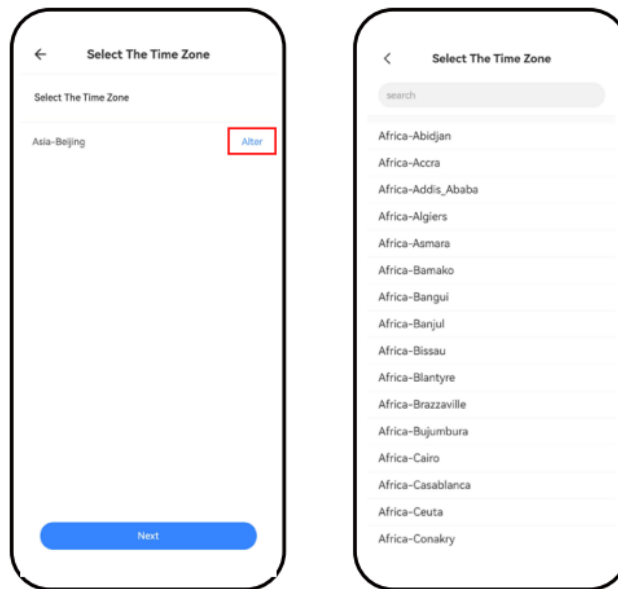 Select The Time Zone
Select The Time Zone
Asia-Beijing
Alter
Next
Select The Time Zone
search
Africa-Abidjan
Africa-Accra
Africa-Addis_Ababa
Africa-Algiers
Africa-Asmara
Africa-Bamako
Africa-Bangui
Africa-Banjul
Africa-Bissau
Africa-Blantyre
Africa-Brazzaville
Africa-Bujumbura
Africa-Cairo
Africa-Casablanca
Africa-Ceuta
Africa-Conakry